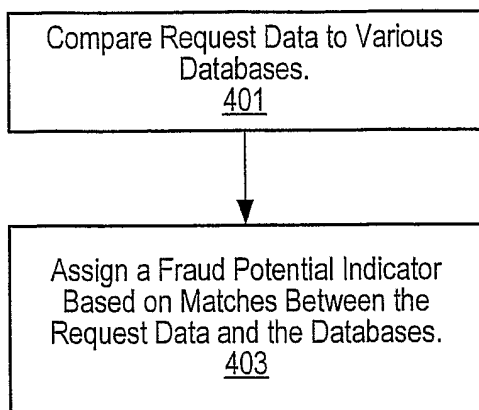 Compare Request Data to Various
Databases.
401
Assign a Fraud Potential Indicator
Based on Matches Between the
Request Data and the Databases.
403